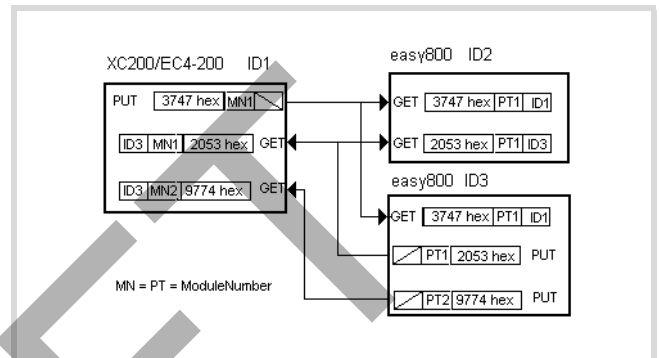 XC200/EC4-200 ID1
PUT 3747 hex MN1
ID3 MN1 2053 hex GET
ID3 MN2 9774 hex GET
MN = PT = ModuleNumber
easy800 ID2
GET 3747 hex PT1 ID1
GET 2053 hex PT1 ID3
easy800 ID3
GET 3747 hex PT1 ID1
PT1 2053 hex PUT
PT2 9774 hex PUT